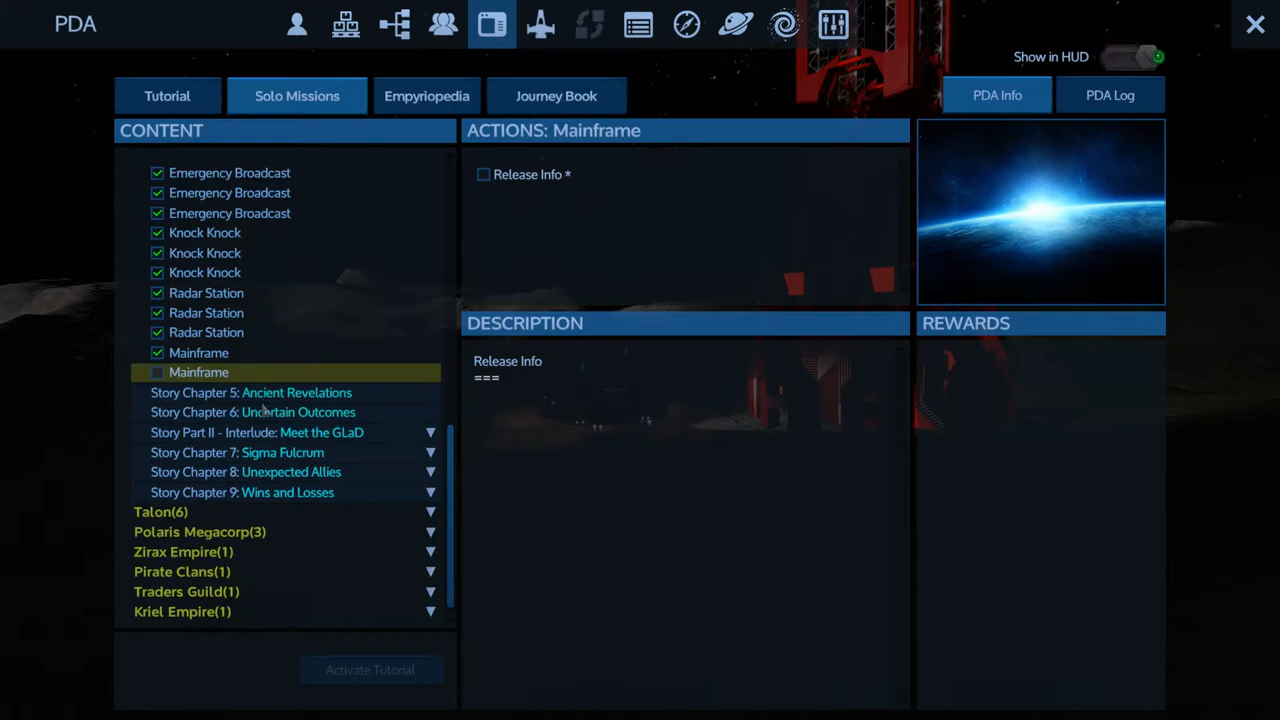 PDA
Show in HUD
Tutorial
Solo Missions
Empyriopedia
Journey Book
PDA Info
PDA Log
CONTENT
Emergency Broadcast
Emergency Broadcast
Emergency Broadcast
Knock Knock
Knock Knock
Knock Knock
Radar Station
Radar Station
Radar Station
Mainframe
Mainframe
Story Chapter 5: Ancient Revelations
Story Chapter 6: Uncertain Outcomes
Story Part II - Interlude: Meet the GLaD
Story Chapter 7: Sigma Fulcrum
Story Chapter 8: Unexpected Allies
Story Chapter 9: Wins and Losses
Talon(6)
Polaris Megacorp(3)
Zirax Empire(1)
Pirate Clans(1)
Traders Guild(1)
Kriel Empire(1)
Activate Tutorial
ACTIONS: Mainframe
Release Info *
DESCRIPTION
Release Info
===
REWARDS